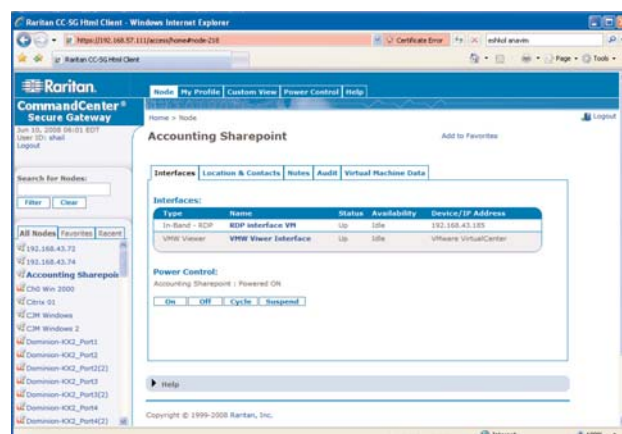 Raritan CC-SG Html Client - Windows Internet Explorer
https://192.168.57.111/access/home#node-218
Certificate Error
eshkol anavim
Raritan CC-SG Html Client
Page
Tools
Raritan.
CommandCenter®
Secure Gateway
Jun 10, 2008 06:01 EDT
User ID: shail
Logout
Node
My Profile
Custom View
Power Control
Help
Home > Node
Logout
Accounting Sharepoint
Add to Favorites
Search for Nodes:
Filter
Clear
All Nodes
Favorites
Recent
192.168.43.72
192.168.43.74
Accounting Sharepoin
ChO Win 2000
Citrix 01
CJM Windows
CJM Windows 2
Dominion-KX2_Port1
Dominion-KX2_Port2
Dominion-KX2_Port2(2)
Dominion-KX2_Port3
Dominion-KX2_Port3(2)
Dominion-KX2_Port4
Dominion-KX2_Port4(2)
Interfaces
Location & Contacts
Notes
Audit
Virtual Machine Data
Interfaces:
Type Name Status Availability Device/IP Address
In-Band - RDP RDP interface VM Up Idle 192.168.43.185
VMW Viewer VMW Viwer Interface Up Idle VMware VirtualCenter
Power Control:
Accounting Sharepoint : Powered ON
On
Off
Cycle
Suspend
Help
Copyright © 1999-2008 Raritan, Inc.